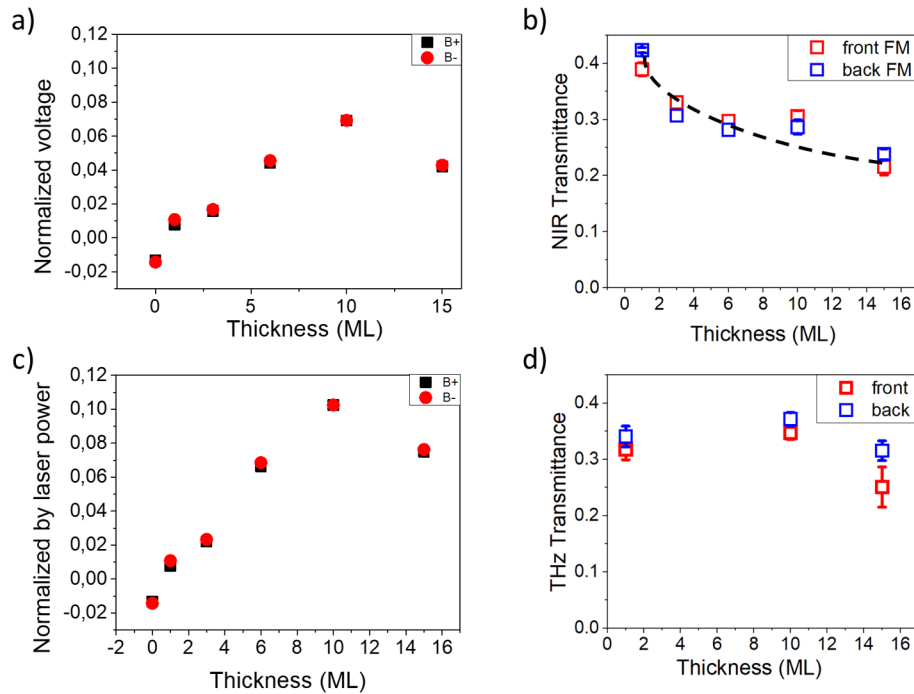 a)
B+
B-
0,12
0,10
0,08
0,06
0,04
0,02
0,00
-0,02
Normalized voltage
0 5 10 15
Thickness (ML)
b)
front FM
back FM
0.4
0.3
0.2
0.1
0.0
NIR Transmittance
0 2 4 6 8 10 12 14 16
Thickness (ML)
c)
B+
B-
0,12
0,10
0,08
0,06
0,04
0,02
0,00
-0,02
Normalized by laser power
-2 0 2 4 6 8 10 12 14 16
Thickness (ML)
d)
front
back
0.4
0.3
0.2
0.1
0.0
THz Transmittance
0 2 4 6 8 10 12 14 16
Thickness (ML)